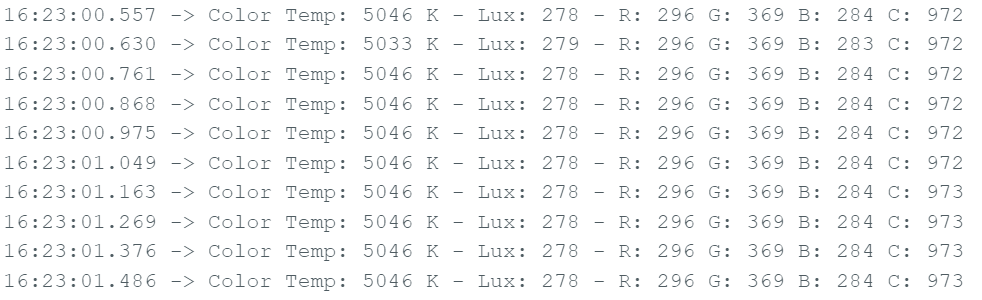 16:23:00.557 -> Color Temp: 5046 K - Lux: 278 - R: 296 G: 369 B: 284 C: 972
16:23:00.630 -> Color Temp: 5033 K - Lux: 279 - R: 296 G: 369 B: 283 C: 972
16:23:00.761 -> Color Temp: 5046 K - Lux: 278 - R: 296 G: 369 B: 284 C: 972
16:23:00.868 -> Color Temp: 5046 K - Lux: 278 - R: 296 G: 369 B: 284 C: 972
16:23:00.975 -> Color Temp: 5046 K - Lux: 278 - R: 296 G: 369 B: 284 C: 972
16:23:01.049 -> Color Temp: 5046 K - Lux: 278 - R: 296 G: 369 B: 284 C: 972
16:23:01.163 -> Color Temp: 5046 K - Lux: 278 - R: 296 G: 369 B: 284 C: 973
16:23:01.269 -> Color Temp: 5046 K - Lux: 278 - R: 296 G: 369 B: 284 C: 973
16:23:01.376 -> Color Temp: 5046 K - Lux: 278 - R: 296 G: 369 B: 284 C: 973
16:23:01.486 -> Color Temp: 5046 K - Lux: 278 - R: 296 G: 369 B: 284 C: 973